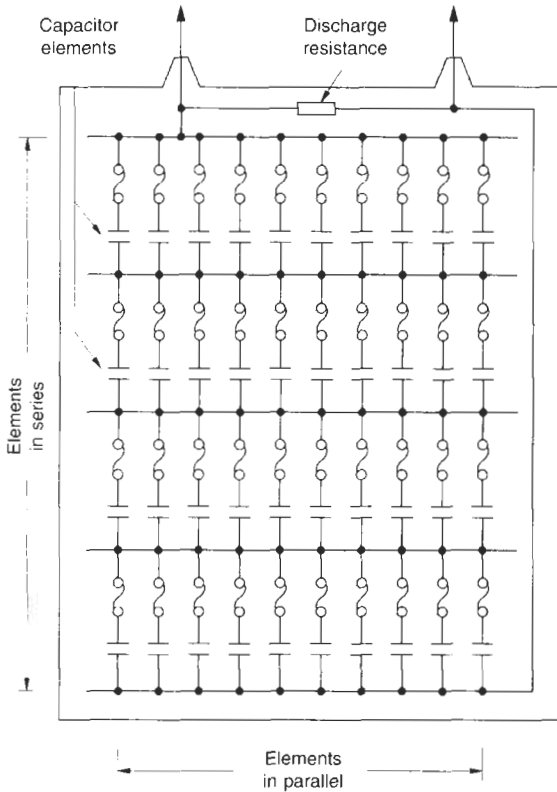 Capacitor
elements
Discharge
resistance
Elements
in series
Elements
in parallel